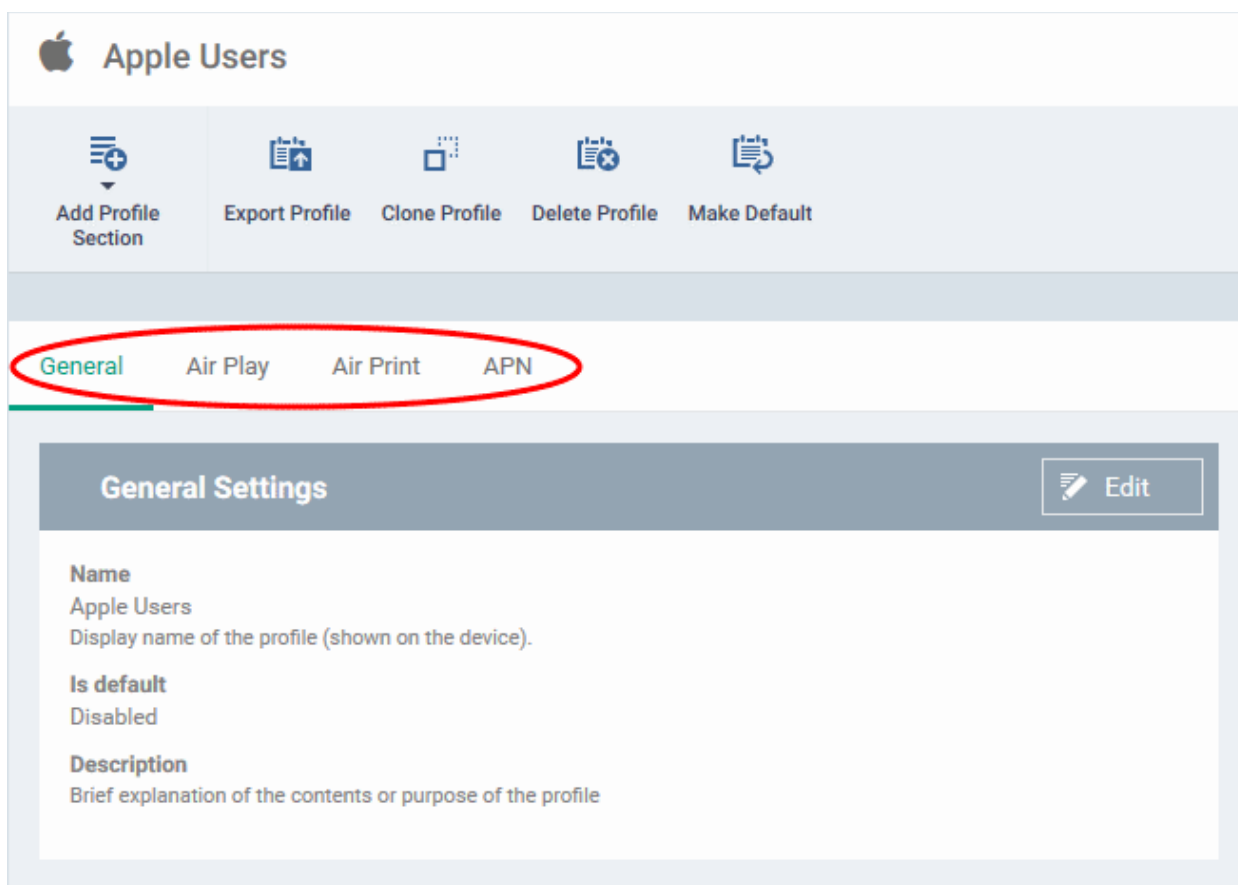 Apple Users
Add Profile
Section
Export Profile
Clone Profile
Delete Profile
Make Default
General
Air Play
Air Print
APN
General Settings
Edit
Name
Apple Users
Display name of the profile (shown on the device).
Is default
Disabled
Description
Brief explanation of the contents or purpose of the profile